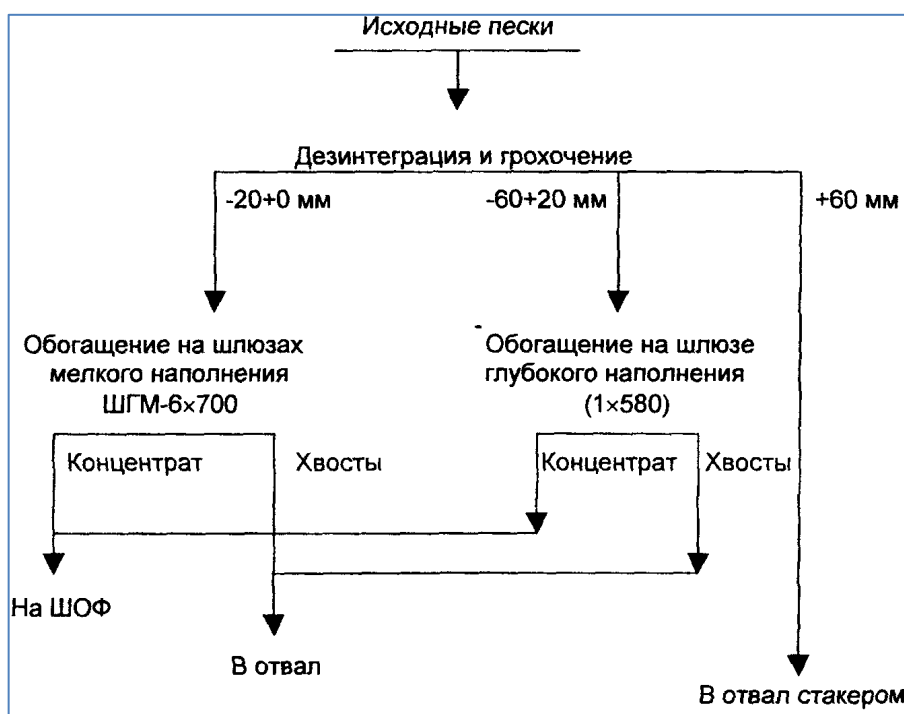 Исходные пески
Дезинтеграция и грохочение
-20+0 мм
-60+20 мм
+60 мм
Обогащение на шлюзах
мелкого наполнения
ШГМ-6×700
Обогащение на шлюзе
глубокого наполнения
(1×580)
Концентрат
Хвосты
Концентрат
Хвосты
На ШОФ
В отвал
В отвал стакером